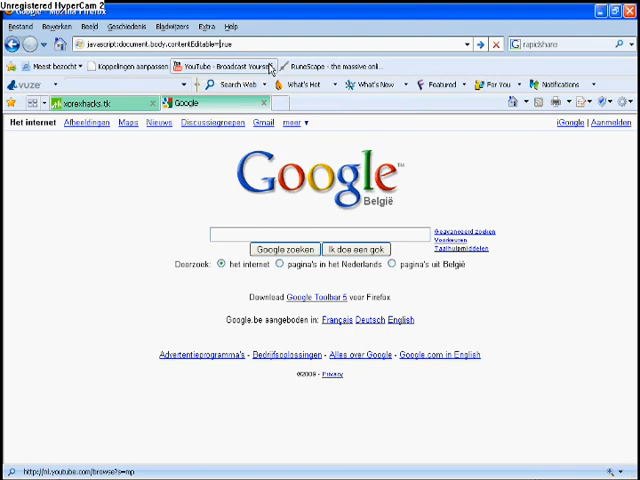 Unregistered HyperCam 2
Bestand Bewerken Beeld Geschiedenis Bladwijzers Extra Help
javascript:document.body.contentEditable=true
rapidshare
Meest bezocht Koppelingen aanpassen YouTube - Broadcast Yourse RuneScape - the massive onl...
vuze Search Web What's Hot What's New Featured For You Notifications
xorexhacks.tk Google
Het internet Afbeeldingen Maps Nieuws Discussiegroepen Gmail meer ▼ iGoogle | Aanmelden
Google™
België
Geavanceerd zoeken
Voorkeuren
Taalhulpmiddelen
Google zoeken Ik doe een gok
Doorzoek: het internet pagina's in het Nederlands pagina's uit België
Download Google Toolbar 5 voor Firefox
Google.be aangeboden in: Français Deutsch English
Advertentieprogramma's - Bedrijfsoplossingen - Alles over Google - Google.com in English
©2009 - Privacy
http://nl.youtube.com/browse?s=mp